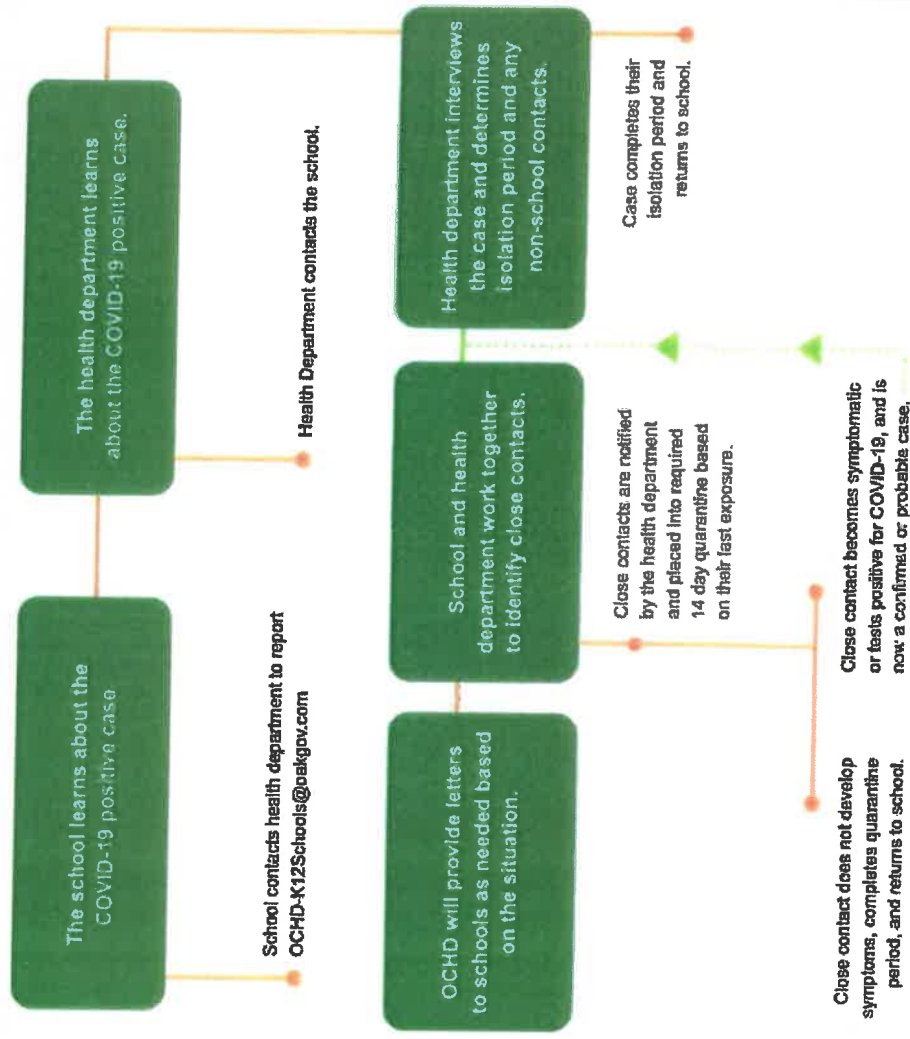 The school learns about the
COVID-19 positive case
School contacts health department to report
OCHD-K12Schools@oakgov.com
The health department learns
about the COVID-19 positive case.
Health Department contacts the school.
OCHD will provide letters
to schools as needed based
on the situation.
School and health
department work together
to identify close contacts.
Health department interviews
the case and determines
isolation period and any
non-school contacts.
Close contacts are notified
by the health department
and placed into required
14 day quarantine based
on their last exposure.
Case completes their
isolation period and
returns to school.
Close contact does not develop
symptoms, completes quarantine
period, and returns to school.
Close contact becomes symptomatic
or tests positive for COVID-19, and is
now a confirmed or probable case.